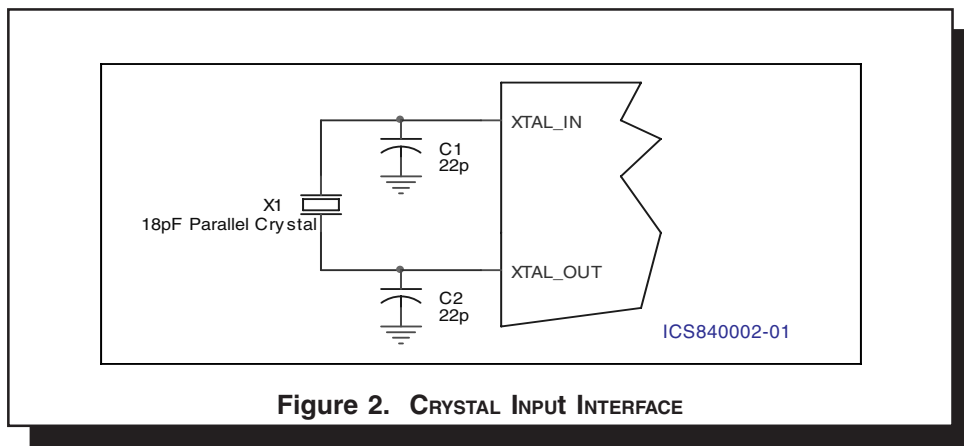 XTAL_IN
C1
22p
X1
18pF Parallel Crystal
XTAL_OUT
C2
22p
ICS840002-01
Figure 2. CRYSTAL INPUt INTERFACE